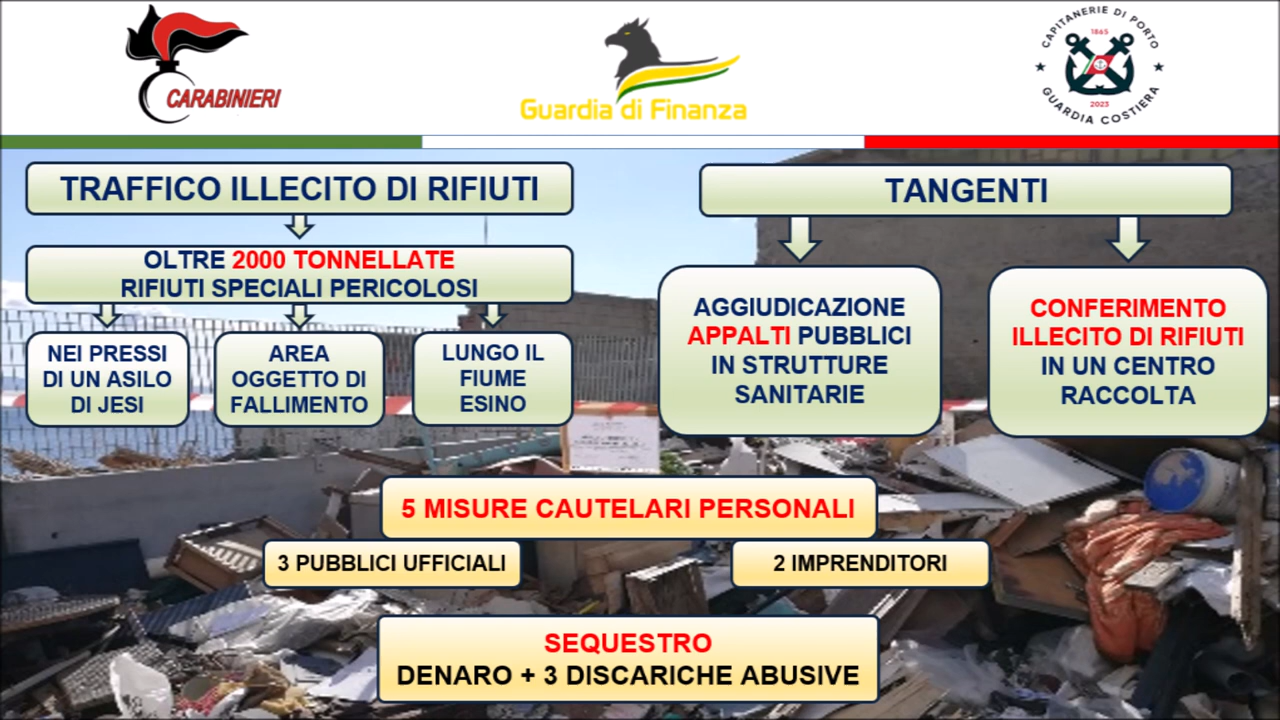 CARABINIERI
Guardia di Finanza
CAPITANERIE DI PORTO
1865
2023
GUARDIA COSTIERA
TRAFFICO ILLECITO DI RIFIUTI
OLTRE 2000 TONNELLATE
RIFIUTI SPECIALI PERICOLOSI
NEI PRESSI
DI UN ASILO
DI JESI
AREA
OGGETTO DI
FALLIMENTO
LUNGO IL
FIUME
ESINO
TANGENTI
AGGIUDICAZIONE
APPALTI PUBBLICI
IN STRUTTURE
SANITARIE
CONFERIMENTO
ILLECITO DI RIFIUTI
IN UN CENTRO
RACCOLTA
5 MISURE CAUTELARI PERSONALI
3 PUBBLICI UFFICIALI
2 IMPRENDITORI
SEQUESTRO
DENARO + 3 DISCARICHE ABUSIVE